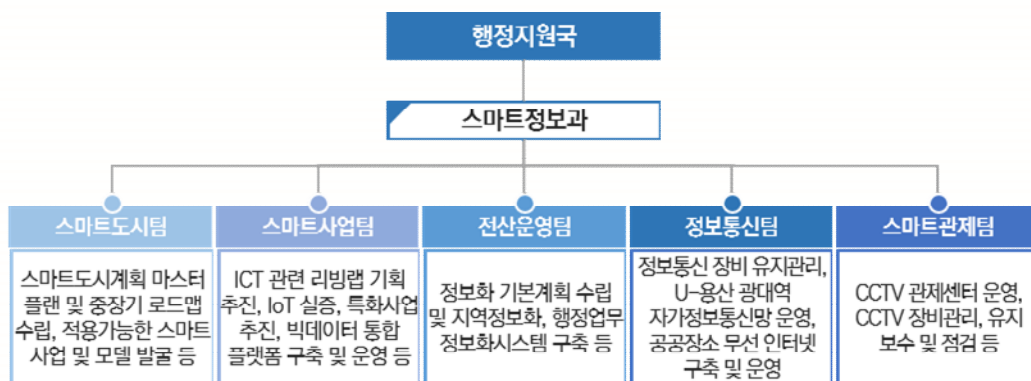 행정지원국
스마트정보과
스마트도시팀
스마트도시계획 마스터
플랜 및 중장기 로드맵
수립, 적용가능한 스마트
사업 및 모델 발굴 등
스마트사업팀
ICT 관련 리빙랩 기획
추진, IoT 실증, 특화사업
추진, 빅데이터 통합
플랫폼 구축 및 운영 등
전산운영팀
정보화 기본계획 수립
및 지역정보화, 행정업무
정보화시스템 구축 등
정보통신팀
정보통신 장비 유지관리,
U-용산 광대역
자가정보통신망 운영,
공공장소 무선 인터넷
구축 및 운영
스마트관제팀
CCTV 관제센터 운영,
CCTV 장비관리, 유지
보수 및 점검 등